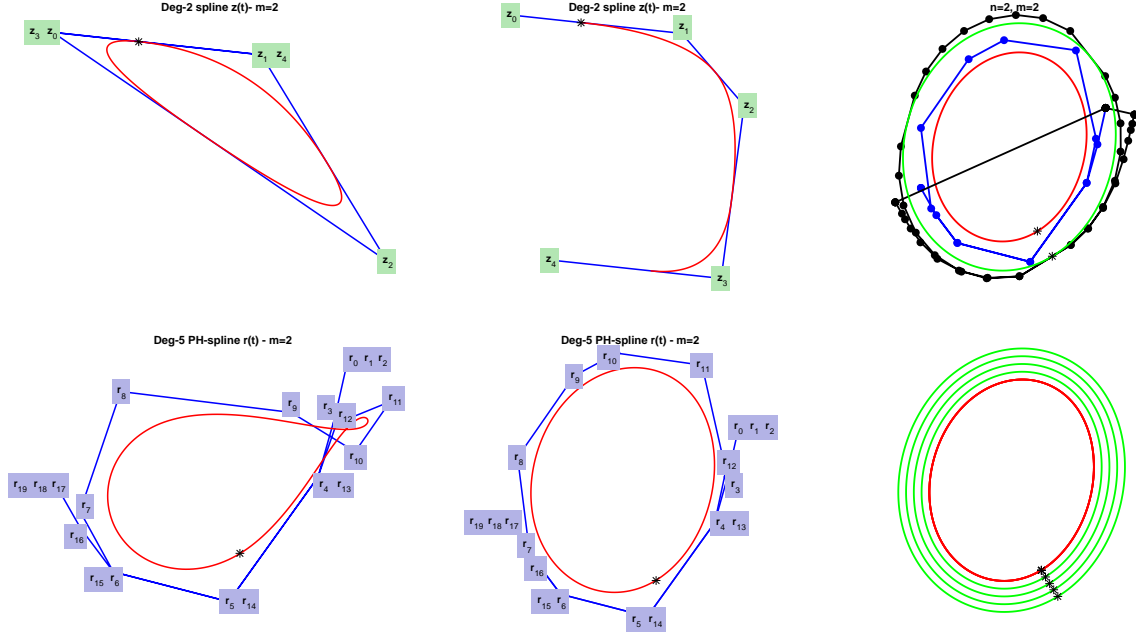 Deg-2 spline z(t)- m=2
z3 z0
z1 z4
z2
Deg-2 spline z(t)- m=2
z0
z1
z2
z4
z3
n=2, m=2
Deg-5 PH-spline r(t) - m=2
r0 r1 r2
r8
r9
r3
r12
r11
r10
r19 r18 r17
r4 r13
r7
r16
r15 r6
r5 r14
Deg-5 PH-spline r(t) - m=2
r10
r11
r9
r0 r1 r2
r8
r12
r3
r19 r18 r17
r4 r13
r7
r16
r15 r6
r5 r14